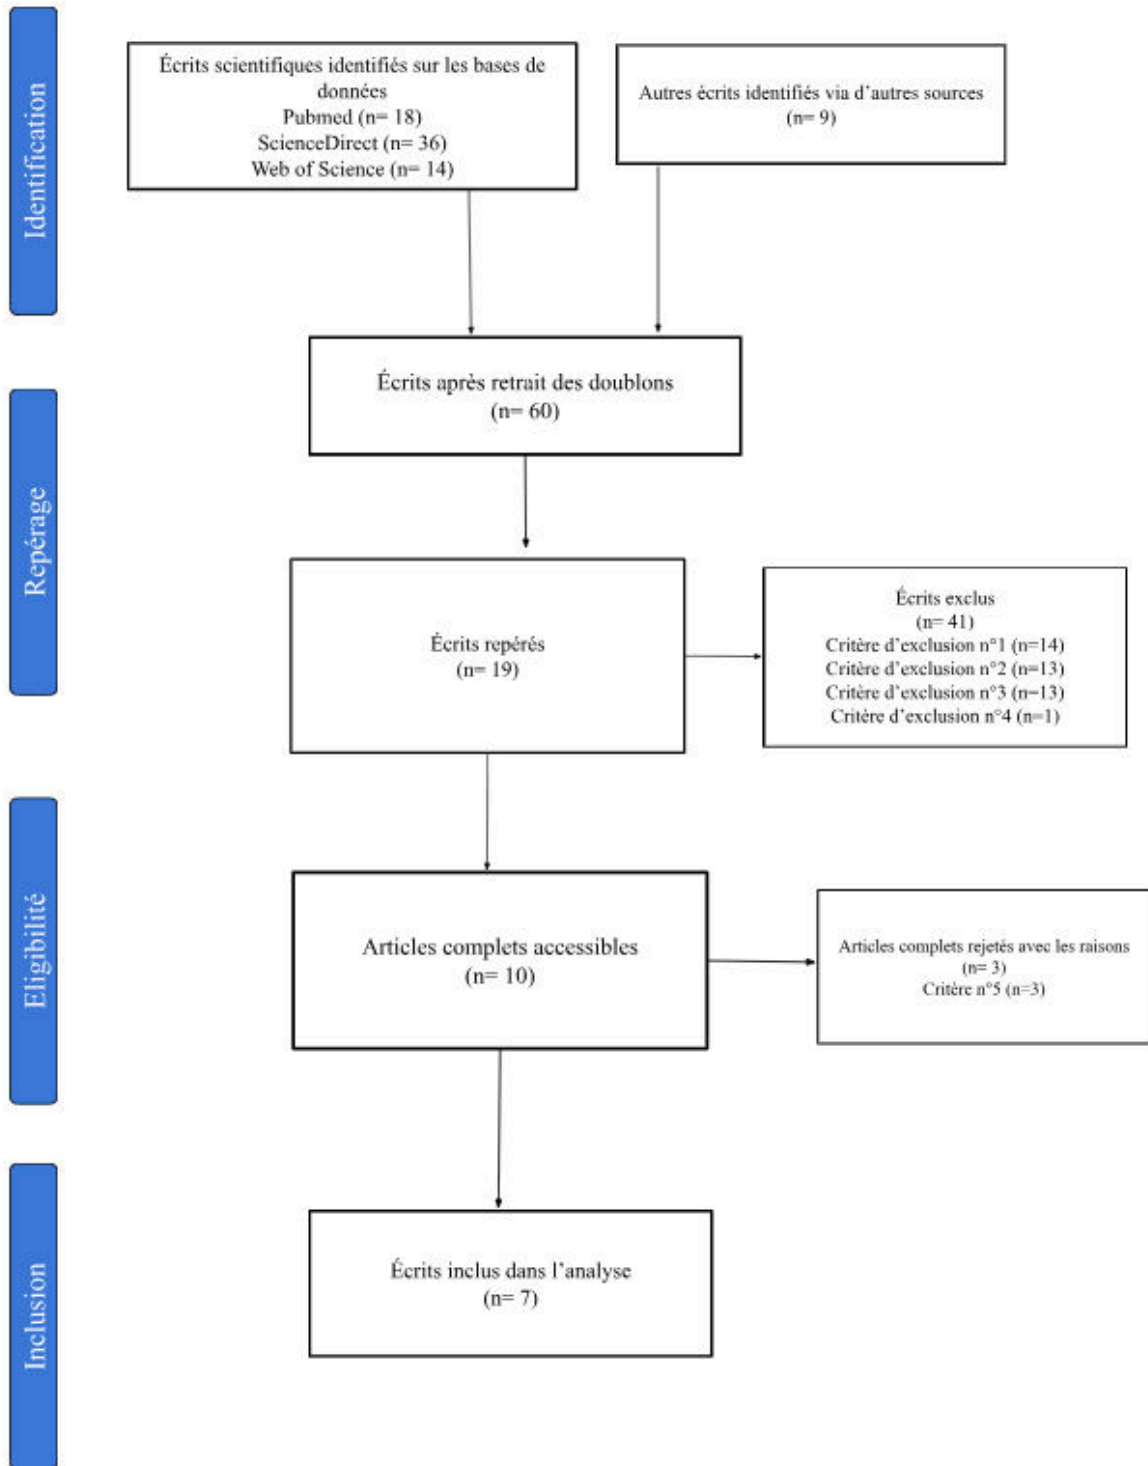 Identification
Écrits scientifiques identifiés sur les bases de
données
Pubmed (n= 18)
ScienceDirect (n= 36)
Web of Science (n= 14)
Autres écrits identifiés via d'autres sources
(n= 9)
Repérage
Écrits après retrait des doublons
(n= 60)
Écrits repérés
(n= 19)
Écrits exclus
(n= 41)
Critère d'exclusion n°1 (n=14)
Critère d'exclusion n°2 (n=13)
Critère d'exclusion n°3 (n=13)
Critère d'exclusion n°4 (n=1)
Eligibilité
Articles complets accessibles
(n= 10)
Articles complets rejetés avec les raisons
(n= 3)
Critère n°5 (n=3)
Inclusion
Écrits inclus dans l'analyse
(n= 7)